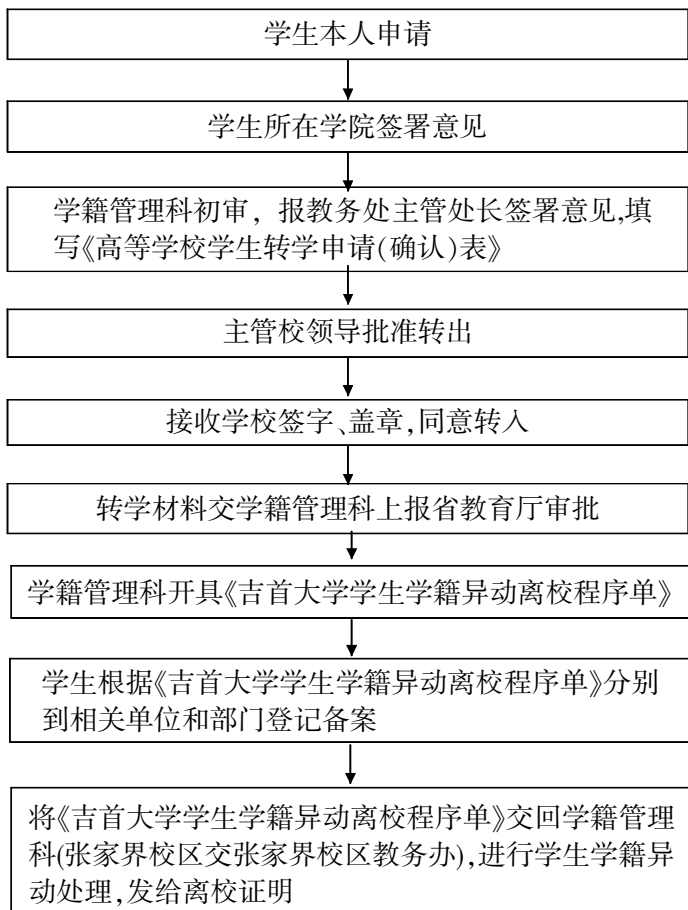 学生本人申请
学生所在学院签署意见
学籍管理科初审，报教务处主管处长签署意见,填
写《高等学校学生转学申请(确认)表》
主管校领导批准转出
接收学校签字、盖章,同意转入
转学材料交学籍管理科上报省教育厅审批
学籍管理科开具《吉首大学学生学籍异动离校程序单》
学生根据《吉首大学学生学籍异动离校程序单》分别
到相关单位和部门登记备案
将《吉首大学学生学籍异动离校程序单》交回学籍管理
科(张家界校区交张家界校区教务办),进行学生学籍异
动处理,发给离校证明